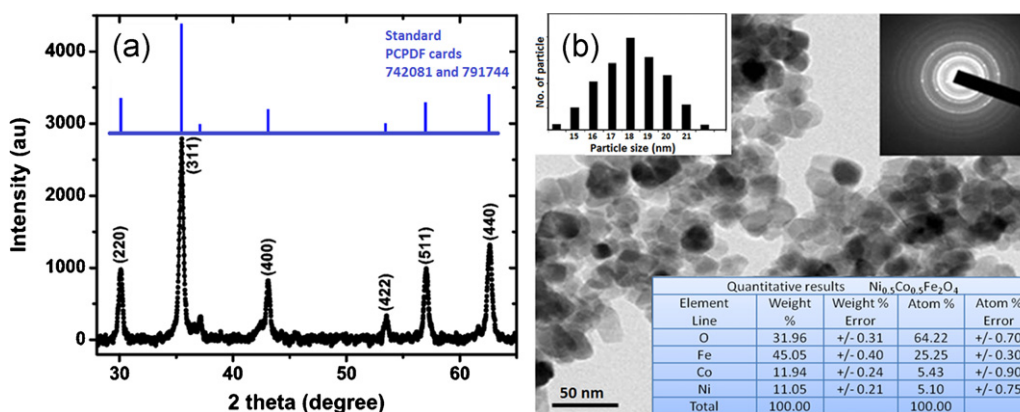 (a)
Standard
PCPDF cards
742081 and 791744
Intensity (au)
4000
3000
2000
1000
0
(220)
(311)
(400)
(422)
(511)
(440)
30 40 50 60
2 theta (degree)
(b)
No. of particle
15 16 17 18 19 20 21
Particle size (nm)
50 nm
Quantitative results Ni₀.₅Co₀.₅Fe₂O₄
Element Line Weight % Weight % Error Atom % Atom % Error
O 31.96 +/- 0.31 64.22 +/- 0.70
Fe 45.05 +/- 0.40 25.25 +/- 0.30
Co 11.94 +/- 0.24 5.43 +/- 0.90
Ni 11.05 +/- 0.21 5.10 +/- 0.75
Total 100.00 100.00